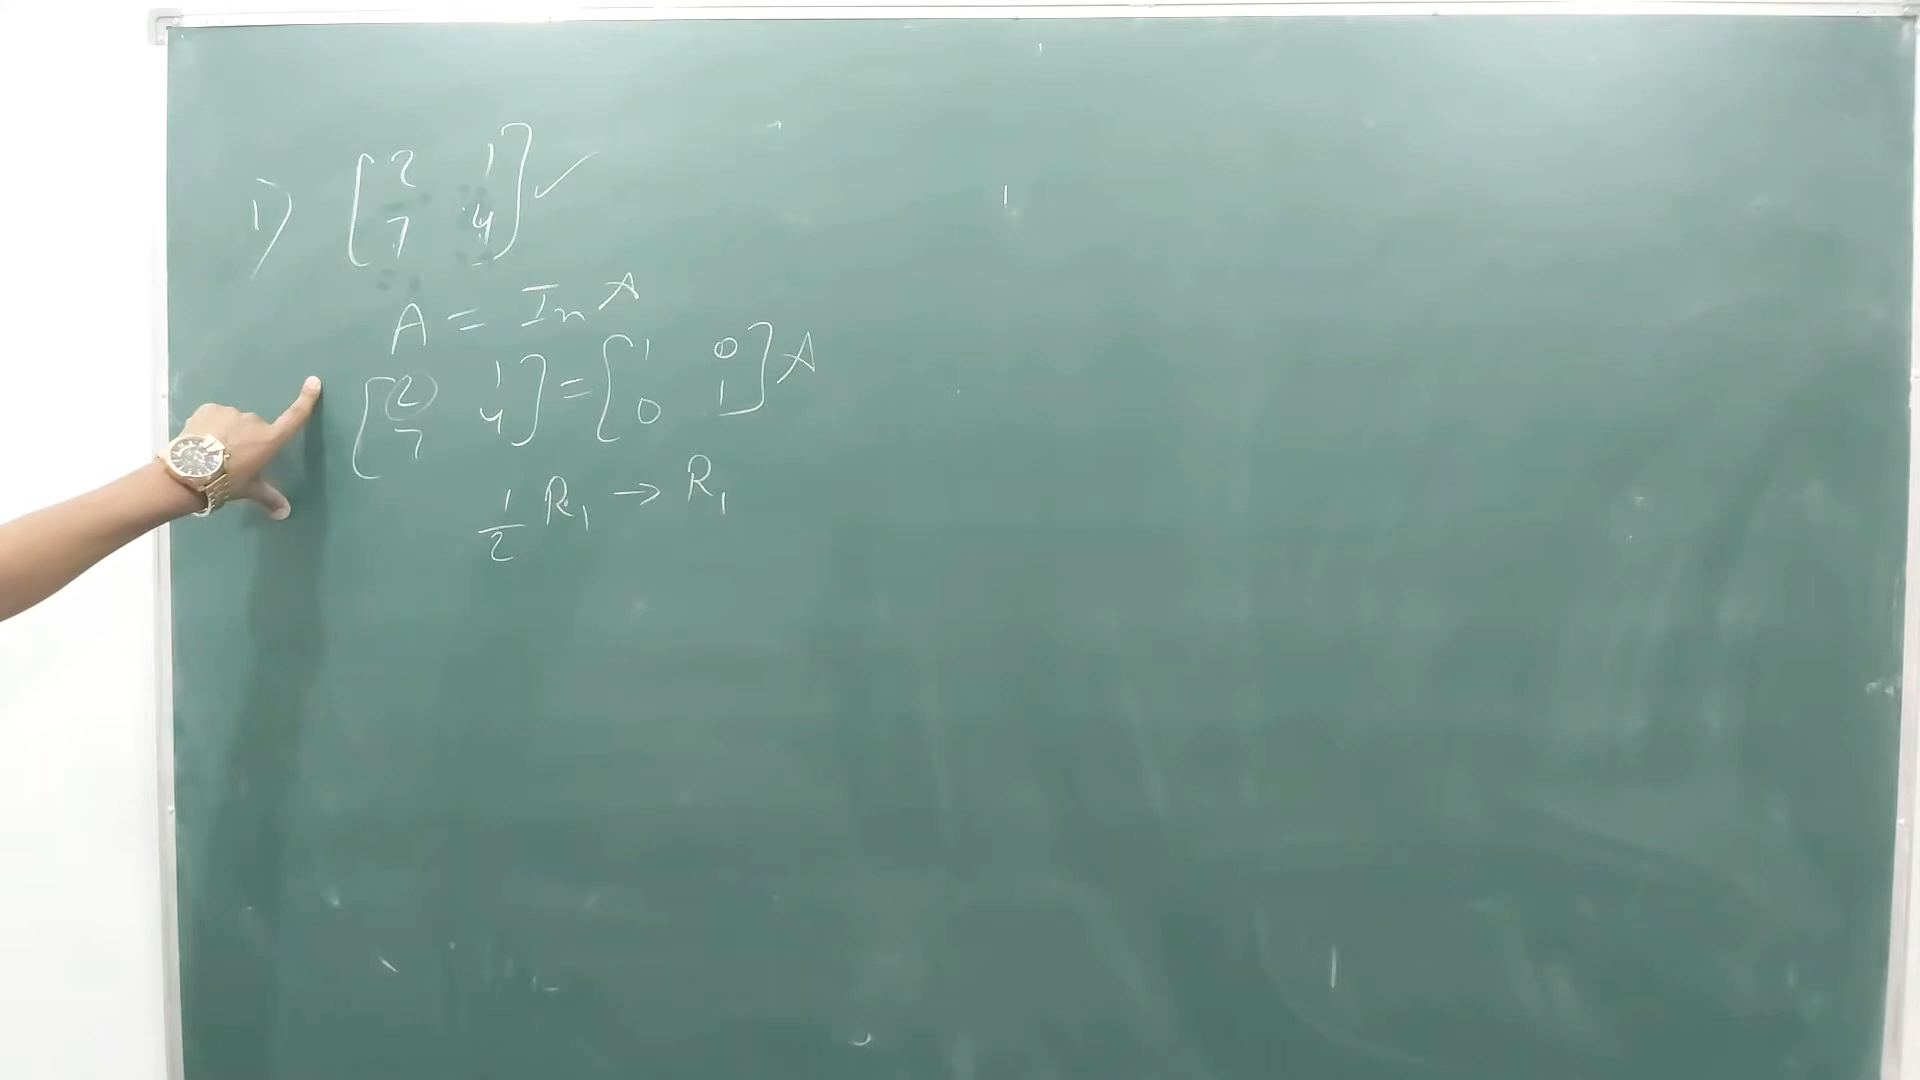 1) [2 1
7 4] ✓
A = In A
[2 1
7 4] = [1 0
0 1] A
1/2 R₁ → R₁